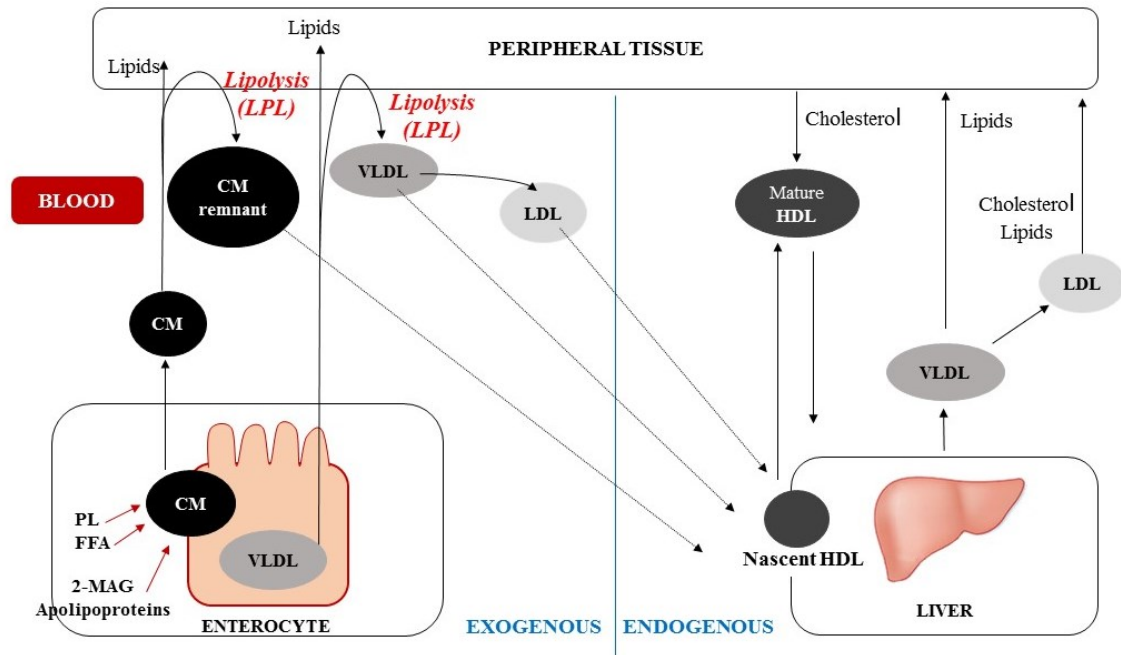 Lipids
PERIPHERAL TISSUE
Lipids
Lipolysis
(LPL)
Lipolysis
(LPL)
Cholesterol
Lipids
BLOOD
CM
remnant
VLDL
LDL
Mature
HDL
Cholesterol
Lipids
LDL
CM
VLDL
CM
PL
FFA
2-MAG
Apolipoproteins
VLDL
ENTEROCYTE
Nascent HDL
LIVER
EXOGENOUS
ENDOGENOUS